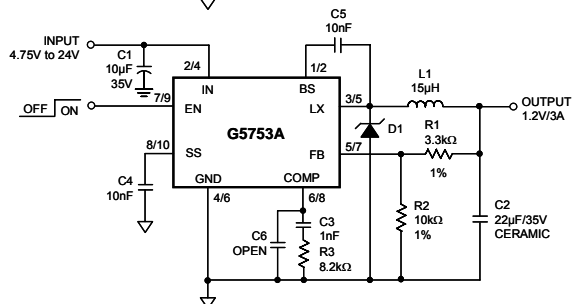 C5
10nF
INPUT
4.75V to 24V
C1
10µF
35V
2/4
1/2
IN
BS
L1
15µH
7/9
OFF
ON
EN
LX
3/5
OUTPUT
1.2V/3A
G5753A
D1
R1
3.3kΩ
1%
8/10
SS
FB
5/7
C4
10nF
GND
COMP
4/6
6/8
R2
10kΩ
1%
C2
22µF/35V
CERAMIC
C3
1nF
C6
OPEN
R3
8.2kΩ